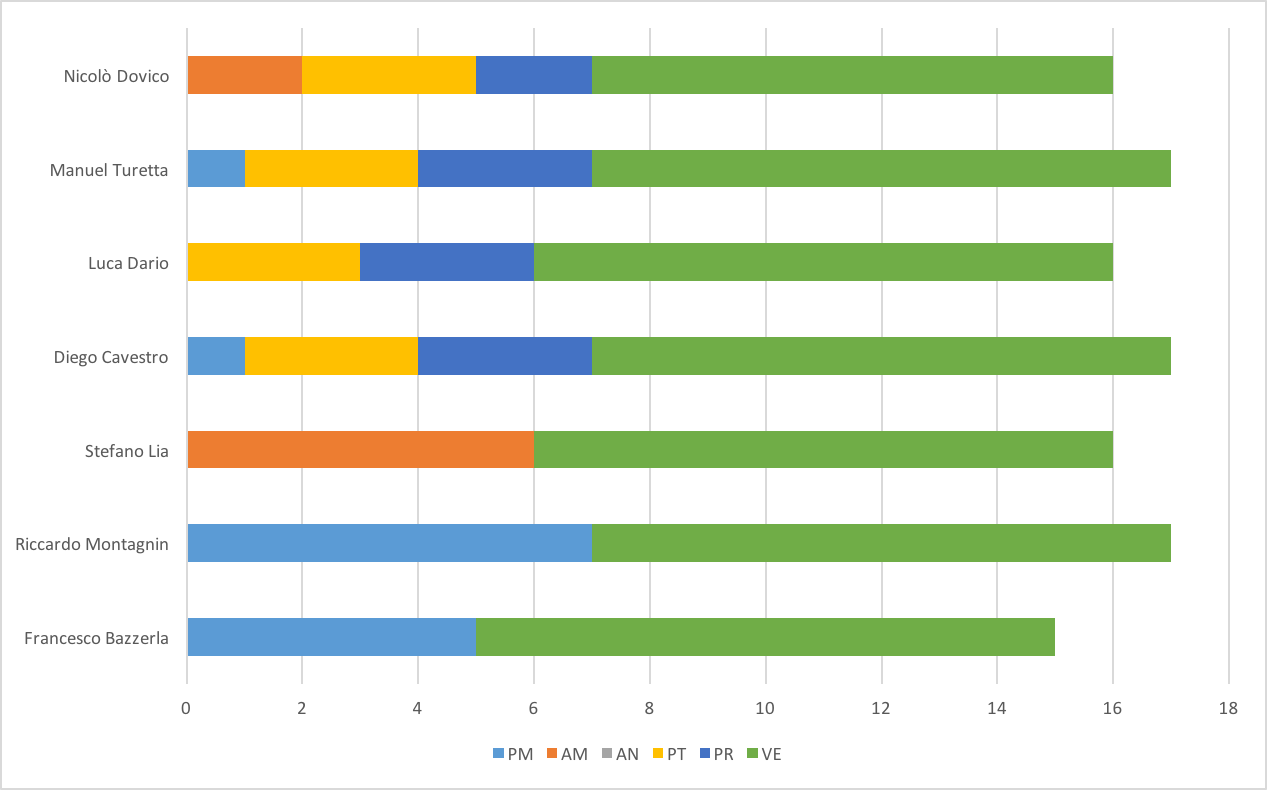 Nicolò Dovico
Manuel Turetta
Luca Dario
Diego Cavestro
Stefano Lia
Riccardo Montagnin
Francesco Bazzerla
0 2 4 6 8 10 12 14 16 18
PM AM AN PT PR VE